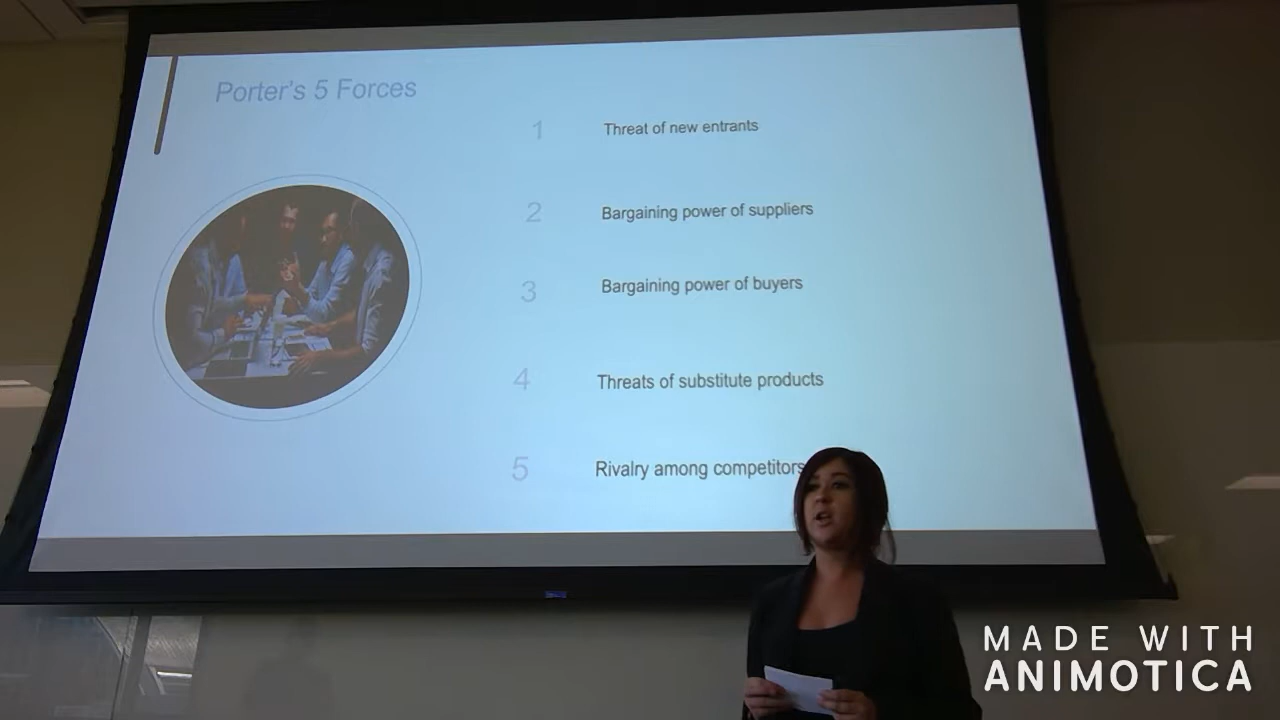 Porter's 5 Forces
1 Threat of new entrants
2 Bargaining power of suppliers
3 Bargaining power of buyers
4 Threats of substitute products
5 Rivalry among competitors
MADE WITH
ANIMOTICA